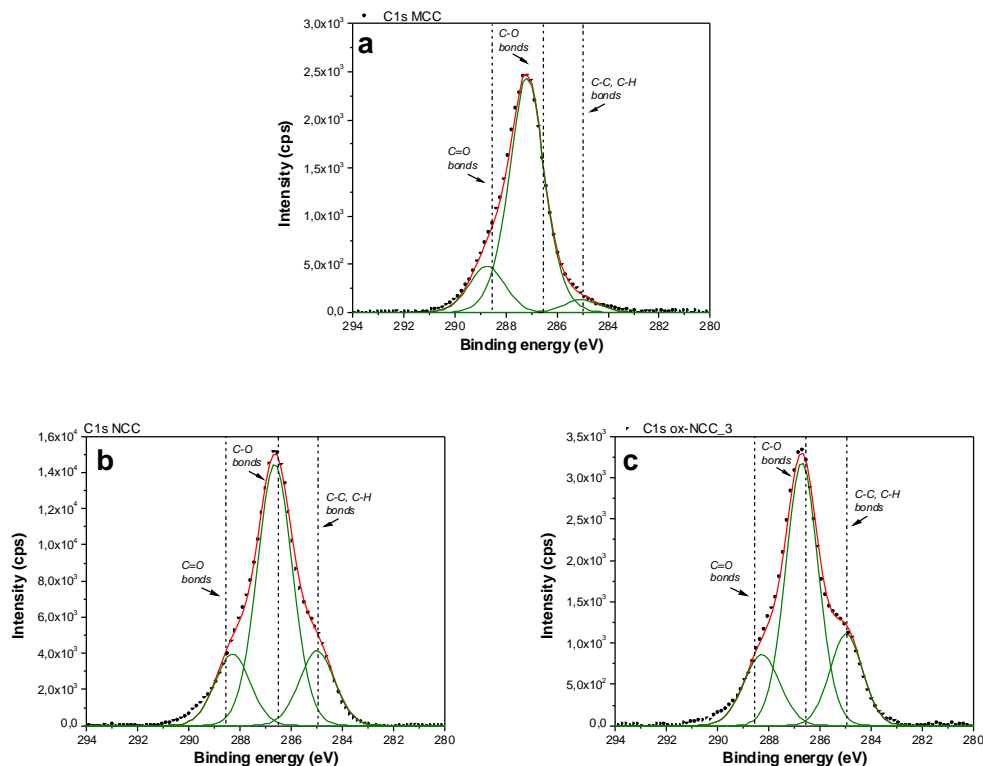 C1s MCC
a
C-O
bonds
C-C, C-H
bonds
C=O
bonds
3,0x10³
2,5x10³
2,0x10³
1,5x10³
1,0x10³
5,0x10²
0,0
Intensity (cps)
294 292 290 288 286 284 282 280
Binding energy (eV)
C1s NCC
b
C-O
bonds
C-C, C-H
bonds
C=O
bonds
1,6x10⁴
1,4x10⁴
1,2x10⁴
1,0x10⁴
8,0x10³
6,0x10³
4,0x10³
2,0x10³
0,0
Intensity (cps)
294 292 290 288 286 284 282 280
Binding energy (eV)
C1s ox-NCC_3
c
C-O
bonds
C-C, C-H
bonds
C=O
bonds
3,5x10³
3,0x10³
2,5x10³
2,0x10³
1,5x10³
1,0x10³
5,0x10²
0,0
Intensity (cps)
294 292 290 288 286 284 282 280
Binding energy (eV)